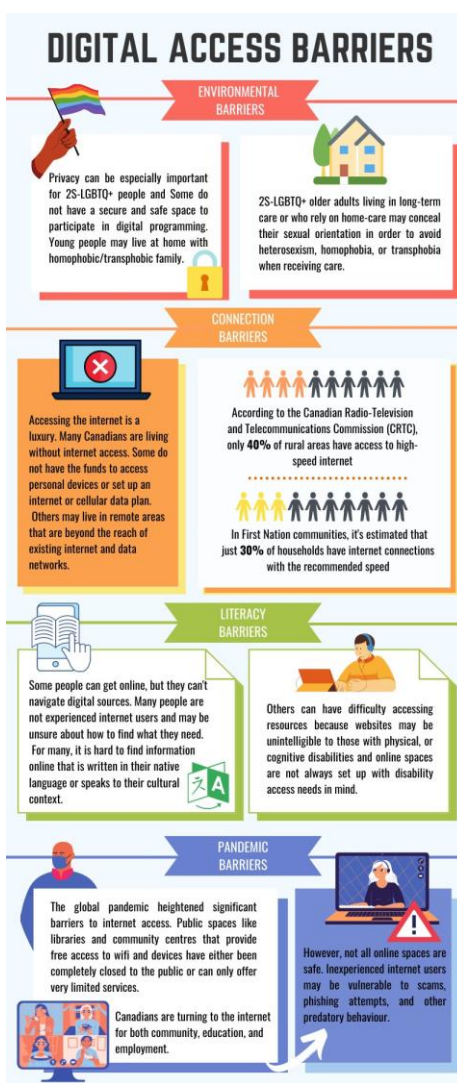 DIGITAL ACCESS BARRIERS
ENVIRONMENTAL
BARRIERS
Privacy can be especially important
for 2S-LGBTQ+ people and Some do
not have a secure and safe space to
participate in digital programming.
Young people may live at home with
homophobic/transphobic family.
2S-LGBTQ+ older adults living in long-term
care or who rely on home-care may conceal
their sexual orientation in order to avoid
heterosexism, homophobia, or transphobia
when receiving care.
CONNECTION
BARRIERS
Accessing the internet is a
luxury. Many Canadians are living
without internet access. Some do
not have the funds to access
personal devices or set up an
internet or cellular data plan.
Others may live in remote areas
that are beyond the reach of
existing internet and data
networks.
According to the Canadian Radio-Television
and Telecommunications Commission (CRTC),
only 40% of rural areas have access to high-
speed internet
In First Nation communities, it's estimated that
just 30% of households have internet connections
with the recommended speed
LITERACY
BARRIERS
Some people can get online, but they can't
navigate digital sources. Many people are
not experienced internet users and may be
unsure about how to find what they need.
For many, it is hard to find information
online that is written in their native
language or speaks to their cultural
context.
A
Others can have difficulty accessing
resources because websites may be
unintelligible to those with physical, or
cognitive disabilities and online spaces
are not always set up with disability
access needs in mind.
PANDEMIC
BARRIERS
The global pandemic heightened significant
barriers to internet access. Public spaces like
libraries and community centres that provide
free access to wifi and devices have either been
completely closed to the public or can only offer
very limited services.
Canadians are turning to the internet
for both community, education, and
employment.
However, not all online spaces are
safe. Inexperienced internet users
may be vulnerable to scams,
phishing attempts, and other
predatory behaviour.